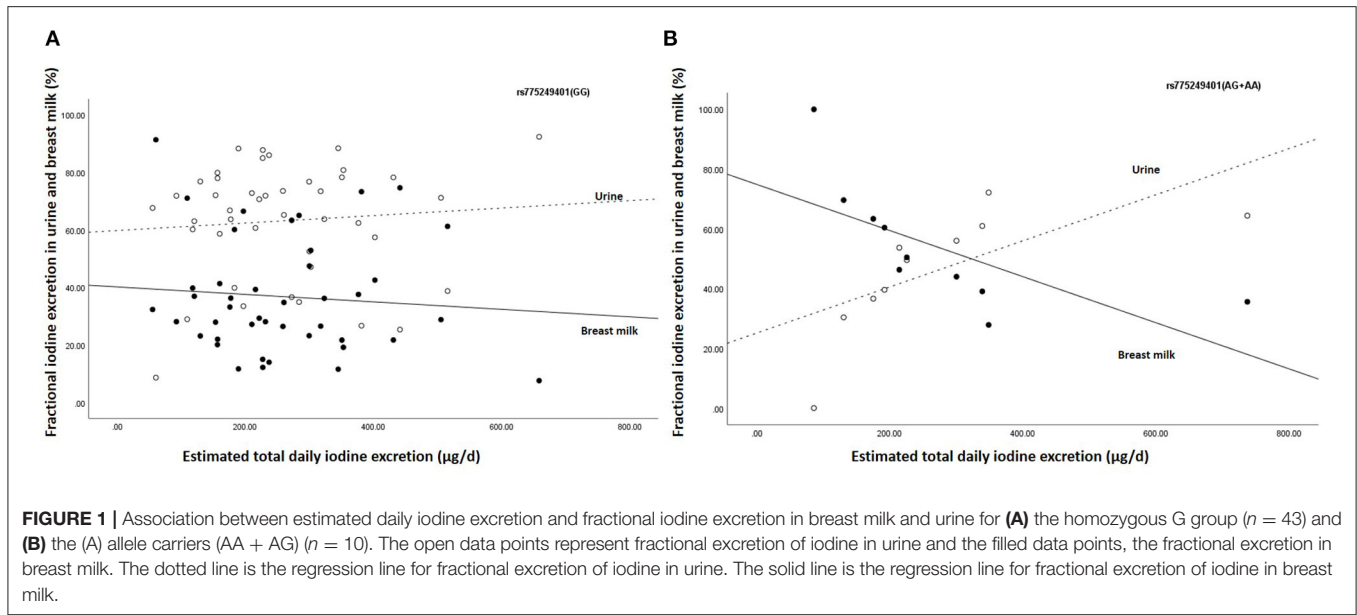 A
Fractional iodine excretion in urine and breast milk (%)
rs775249401(GG)
100.00
80.00
60.00
40.00
20.00
.00
Urine
Breast milk
.00 200.00 400.00 600.00 800.00
Estimated total daily iodine excretion (µg/d)
B
Fractional iodine excretion in urine and breast milk (%)
rs775249401(AG+AA)
100.00
80.00
60.00
40.00
20.00
.00
Urine
Breast milk
.00 200.00 400.00 600.00 800.00
Estimated total daily iodine excretion (µg/d)
FIGURE 1 | Association between estimated daily iodine excretion and fractional iodine excretion in breast milk and urine for (A) the homozygous G group (n = 43) and
(B) the (A) allele carriers (AA + AG) (n = 10). The open data points represent fractional excretion of iodine in urine and the filled data points, the fractional excretion in
breast milk. The dotted line is the regression line for fractional excretion of iodine in urine. The solid line is the regression line for fractional excretion of iodine in breast
milk.